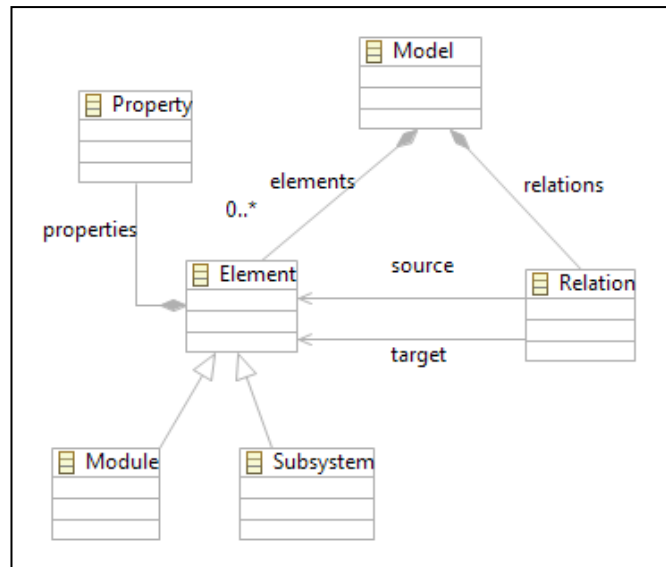 Model
Property
elements
relations
0..*
properties
Element
source
Relation
target
Module
Subsystem